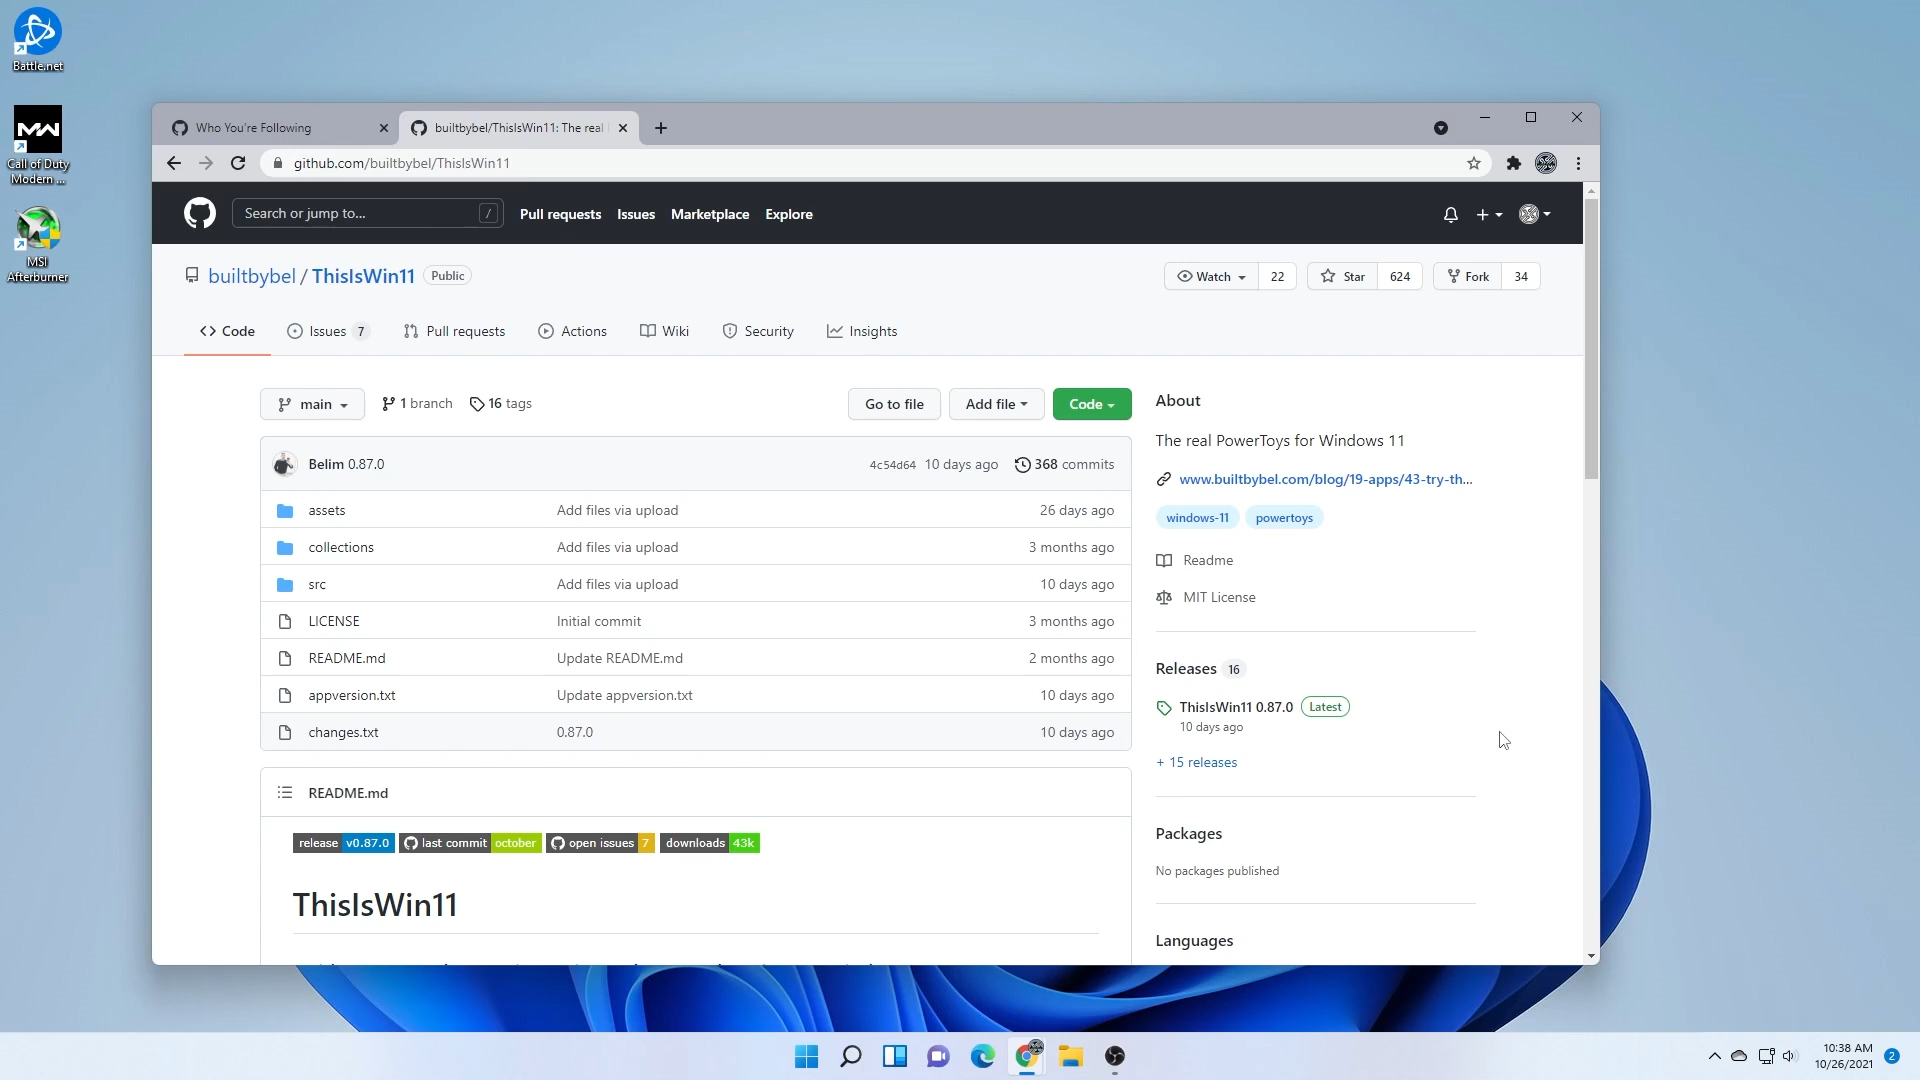 Battle.net
Call of Duty
Modern ...
MSI
Afterburner
Who You're Following
builtbybel/ThisIsWin11: The real
github.com/builtbybel/ThisIsWin11
Search or jump to...
/
Pull requests
Issues
Marketplace
Explore
builtbybel / ThisIsWin11
Public
Watch
22
Star
624
Fork
34
Code
Issues
7
Pull requests
Actions
Wiki
Security
Insights
main
1 branch
16 tags
Go to file
Add file
Code
Belim 0.87.0
4c54d64
10 days ago
368 commits
assets
Add files via upload
26 days ago
collections
Add files via upload
3 months ago
src
Add files via upload
10 days ago
LICENSE
Initial commit
3 months ago
README.md
Update README.md
2 months ago
appversion.txt
Update appversion.txt
10 days ago
changes.txt
0.87.0
10 days ago
README.md
release v0.87.0
last commit october
open issues 7
downloads 43k
ThisIsWin11
About
The real PowerToys for Windows 11
www.builtbybel.com/blog/19-apps/43-try-th...
windows-11
powertoys
Readme
MIT License
Releases 16
ThisIsWin11 0.87.0
Latest
10 days ago
+ 15 releases
Packages
No packages published
Languages
10:38 AM
10/26/2021
2